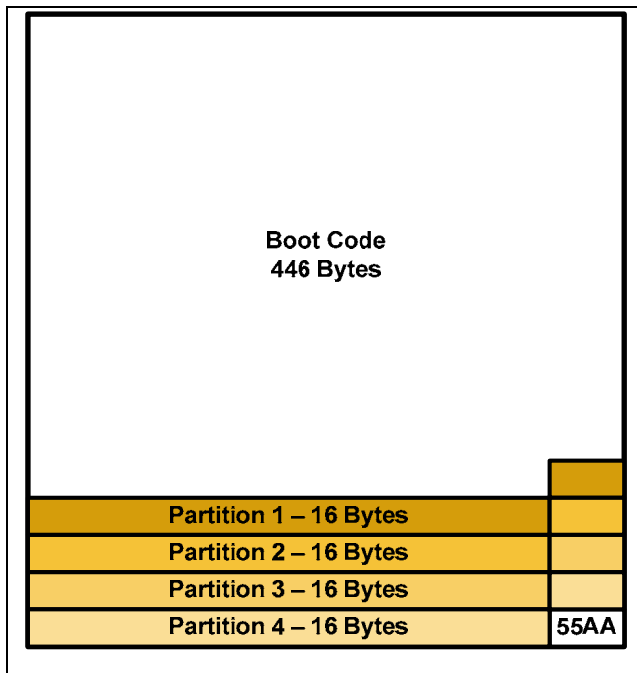 Boot Code
446 Bytes
Partition 1 – 16 Bytes
Partition 2 – 16 Bytes
Partition 3 – 16 Bytes
Partition 4 – 16 Bytes
55AA